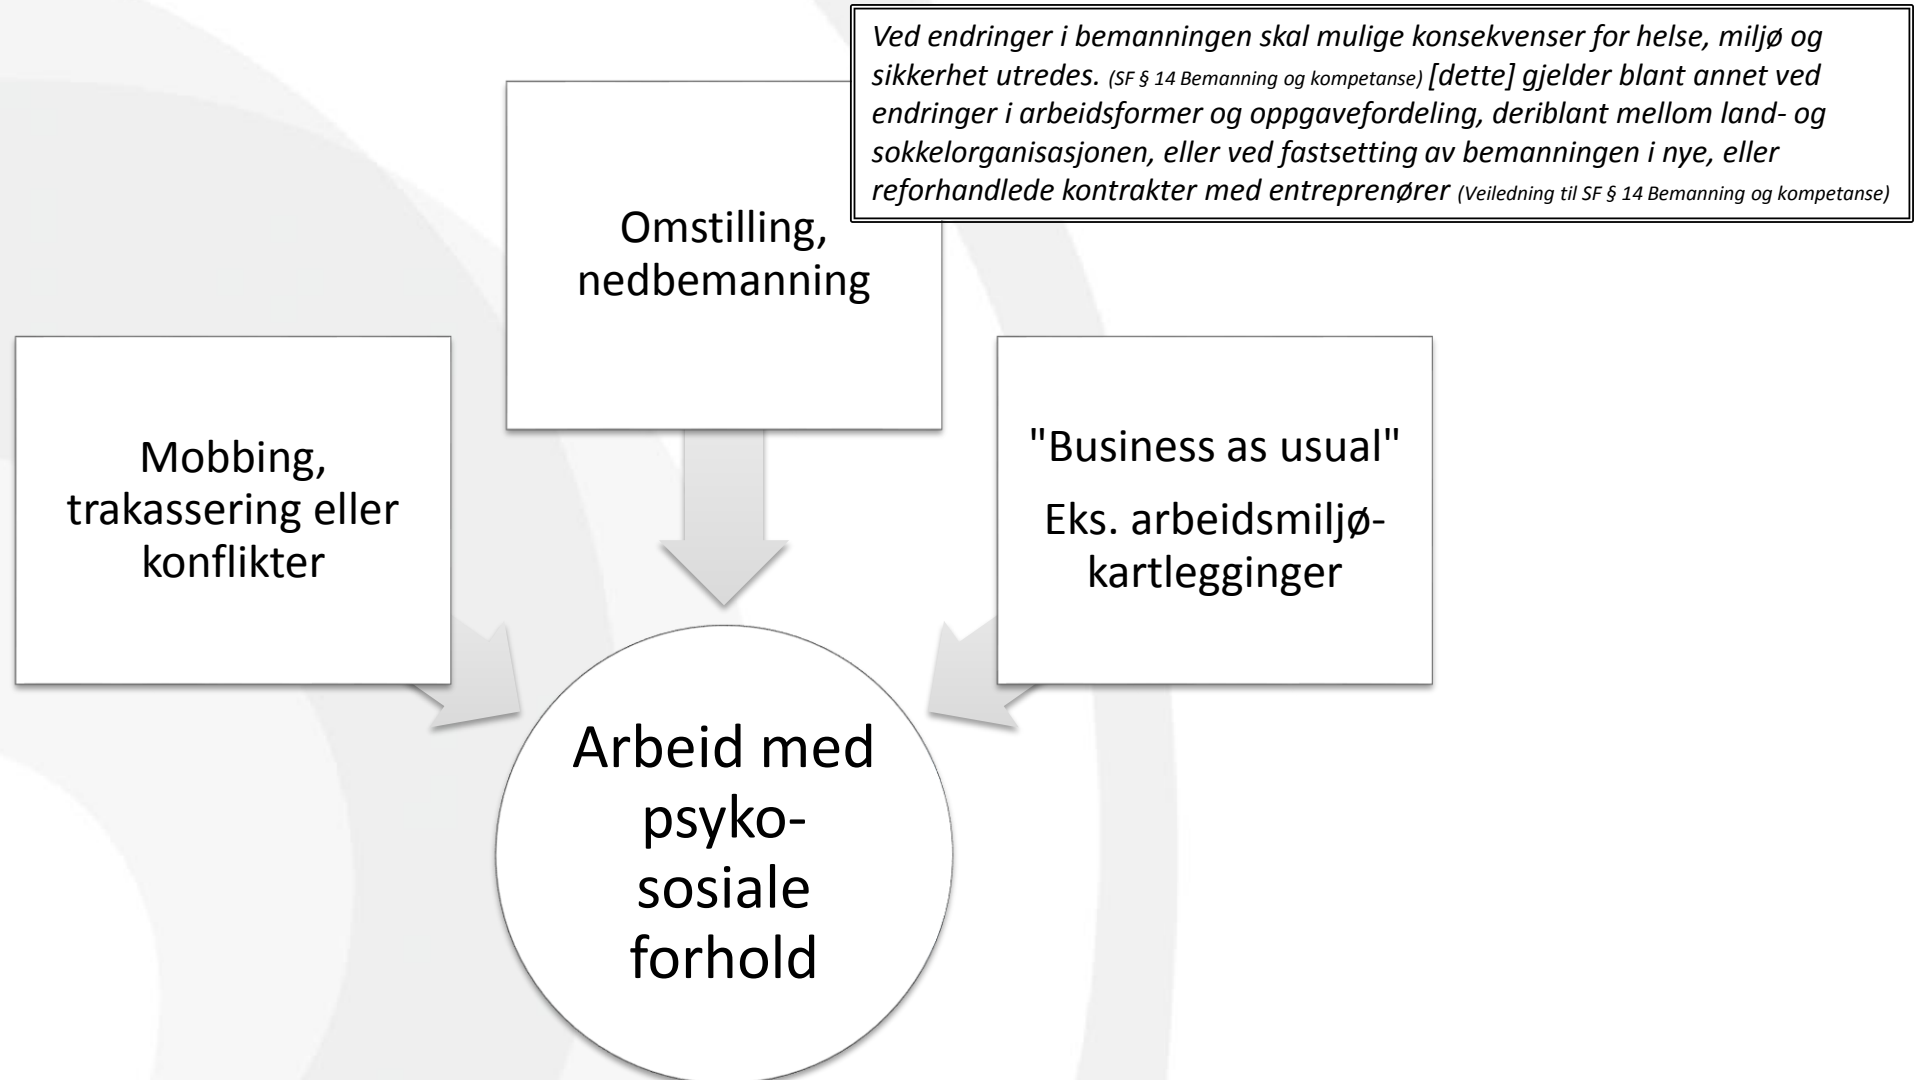 Ved endringer i bemanningen skal mulige konsekvenser for helse, miljø og
sikkerhet utredes. (SF § 14 Bemanning og kompetanse) [dette] gjelder blant annet ved
endringer i arbeidsformer og oppgavefordeling, deriblant mellom land- og
sokkelorganisasjonen, eller ved fastsetting av bemanningen i nye, eller
reforhandlede kontrakter med entreprenører (Veiledning til SF § 14 Bemanning og kompetanse)
Omstilling,
nedbemanning
Mobbing,
trakassering eller
konflikter
"Business as usual"
Eks. arbeidsmiljø-
kartlegginger
Arbeid med
psyko-
sosiale
forhold